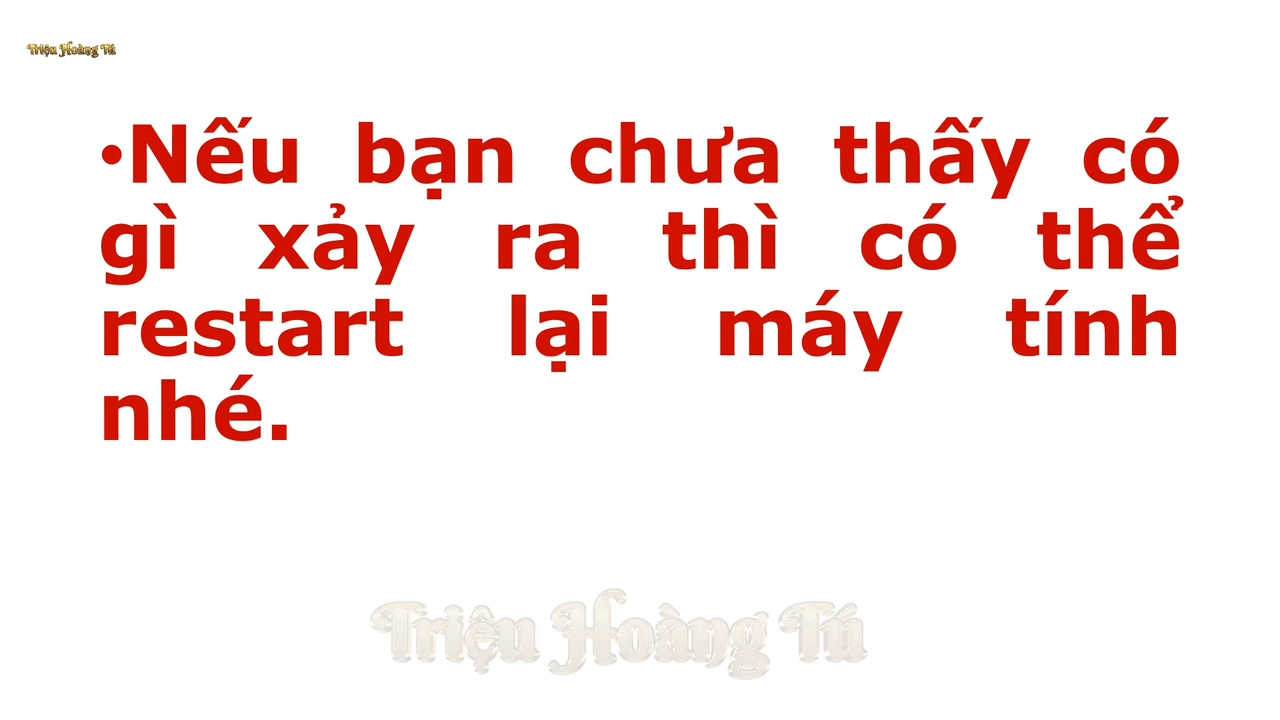 Triệu Hoàng Tú
•Nếu bạn chưa thấy có
gì xảy ra thì có thể
restart lại máy tính
nhé.
Triệu Hoàng Tú